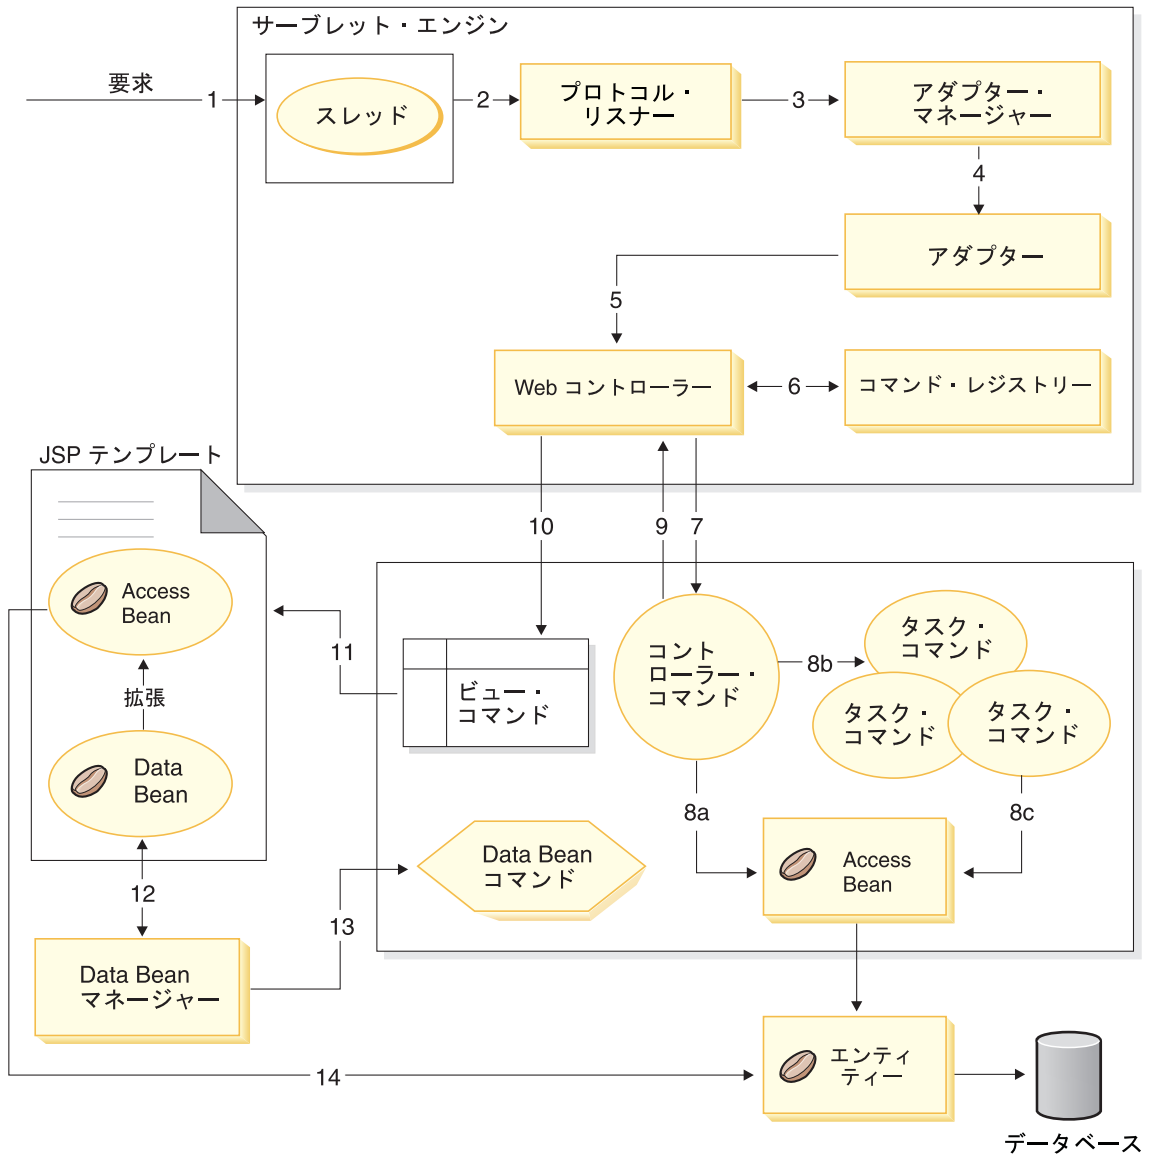 サーブレット・エンジン
要求
1
スレッド
2
プロトコル・
リスナー
3
アダプター・
マネージャー
4
アダプター
5
Web コントローラー
6
コマンド・レジストリー
JSP テンプレート
10
9
7
Access
Bean
拡張
Data
Bean
11
ビュー・
コマンド
コント
ローラー・
コマンド
8b
タスク・
コマンド
タスク・
コマンド
タスク・
コマンド
8a
8c
Data Bean
コマンド
Access
Bean
12
13
Data Bean
マネージャー
14
エンティ
ティー
データベース